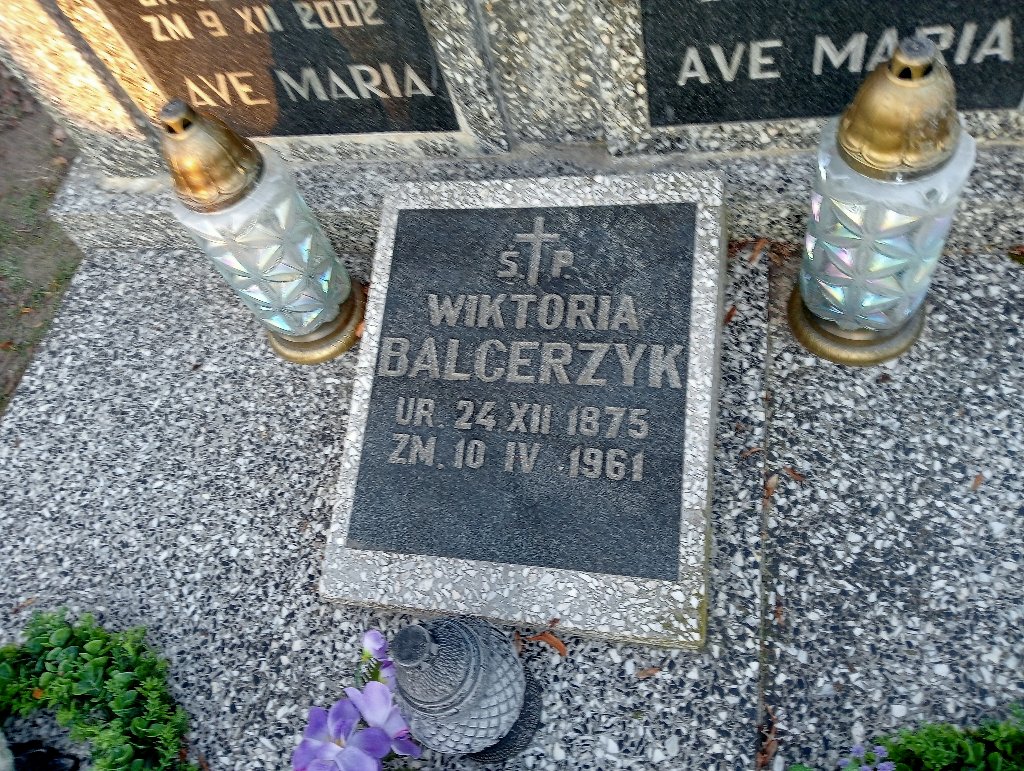 ZM 9 XII 2002
AVE MARIA
AVE MARIA
Ś.P.
WIKTORIA
BALCERZYK
UR. 24 XII 1875
ZM. 10 IV 1961